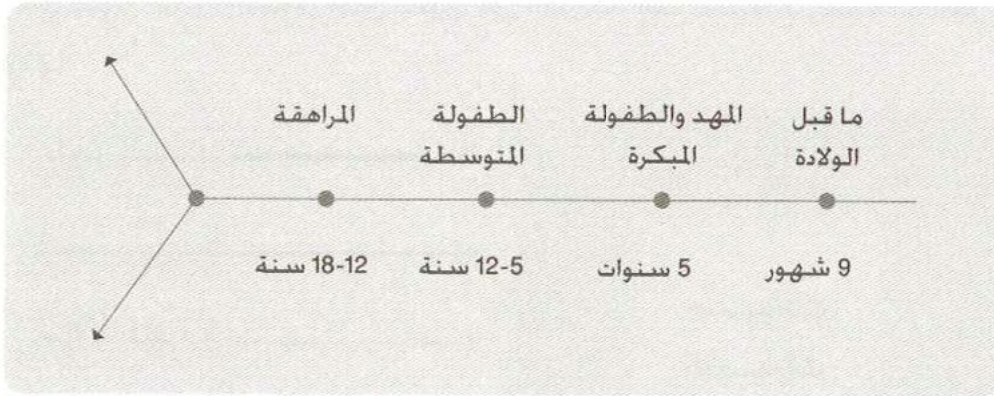 ما قبل
الولادة
المهد والطفولة
المبكرة
الطفولة
المتوسطة
المراهقة
9 شهور
5 سنوات
12-5 سنة
18-12 سنة